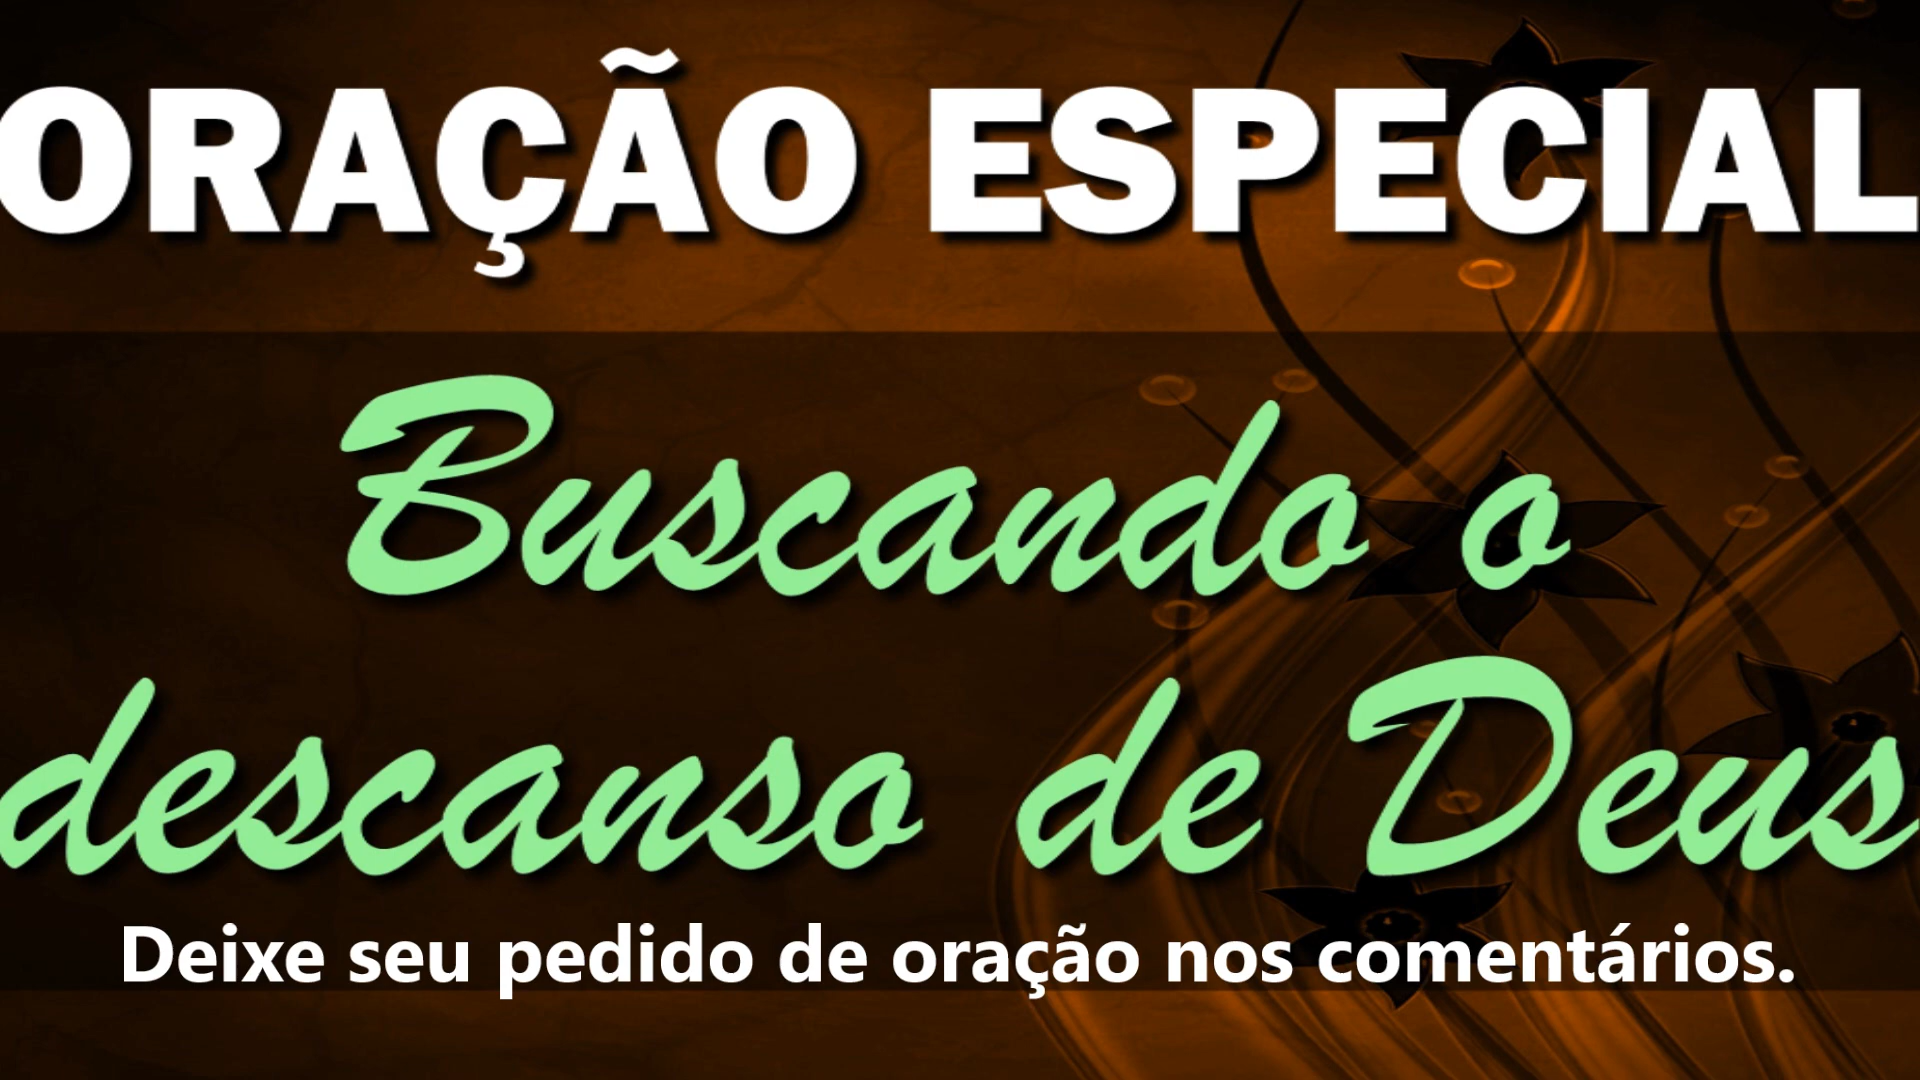 ORAÇÃO ESPECIAL
Buscando o
descanso de Deus
Deixe seu pedido de oração nos comentários.